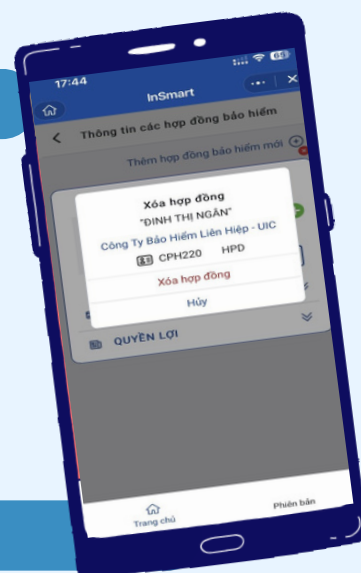 17:44
65
InSmart
Thông tin các hợp đồng bảo hiểm
Thêm hợp đồng bảo hiểm mới
Xóa hợp đồng
"ĐINH THỊ NGÂN"
Công Ty Bảo Hiểm Liên Hiệp - UIC
CPH220 HPD
Xóa hợp đồng
Hủy
QUYỀN LỢI
Trang chủ
Phiên bản